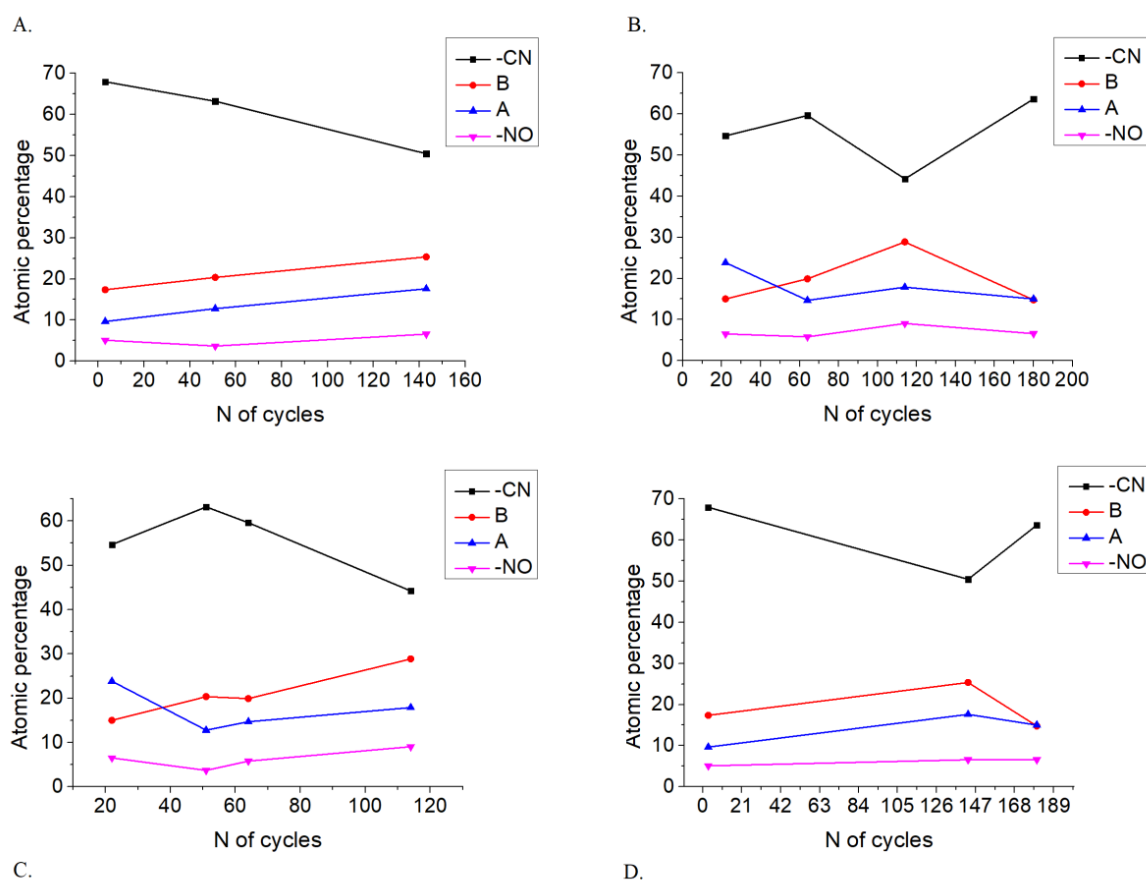 A.
-CN
B
A
-NO
70
60
50
40
30
20
10
0
Atomic percentage
0 20 40 60 80 100 120 140 160
N of cycles
B.
-CN
B
A
-NO
70
60
50
40
30
20
10
0
Atomic percentage
0 20 40 60 80 100 120 140 160 180 200
N of cycles
-CN
B
A
-NO
60
50
40
30
20
10
0
Atomic percentage
20 40 60 80 100 120
N of cycles
C.
-CN
B
A
-NO
70
60
50
40
30
20
10
0
Atomic percentage
0 21 42 63 84 105 126 147 168 189
N of cycles
D.